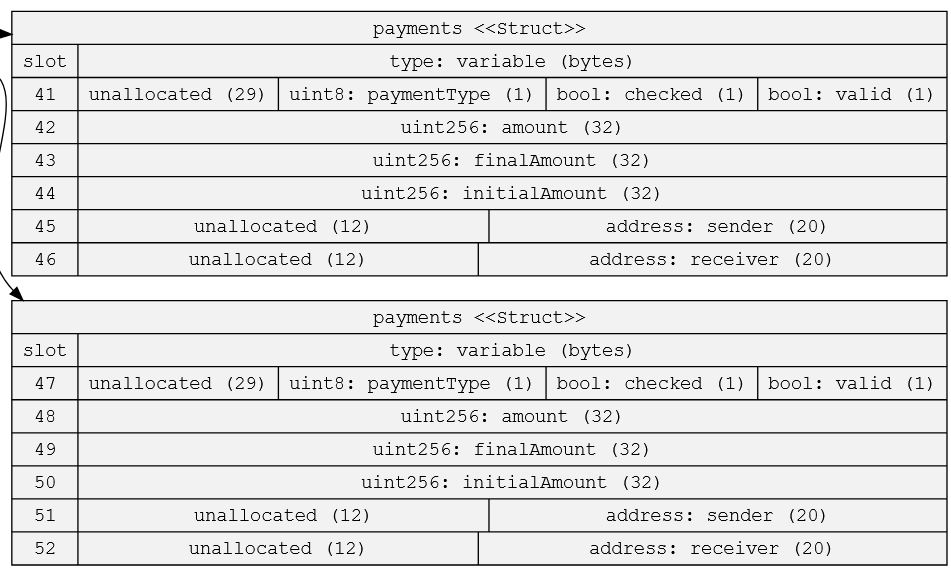 payments <<Struct>>
slot type: variable (bytes)
41 unallocated (29) uint8: paymentType (1) bool: checked (1) bool: valid (1)
42 uint256: amount (32)
43 uint256: finalAmount (32)
44 uint256: initialAmount (32)
45 unallocated (12) address: sender (20)
46 unallocated (12) address: receiver (20)
payments <<Struct>>
slot type: variable (bytes)
47 unallocated (29) uint8: paymentType (1) bool: checked (1) bool: valid (1)
48 uint256: amount (32)
49 uint256: finalAmount (32)
50 uint256: initialAmount (32)
51 unallocated (12) address: sender (20)
52 unallocated (12) address: receiver (20)